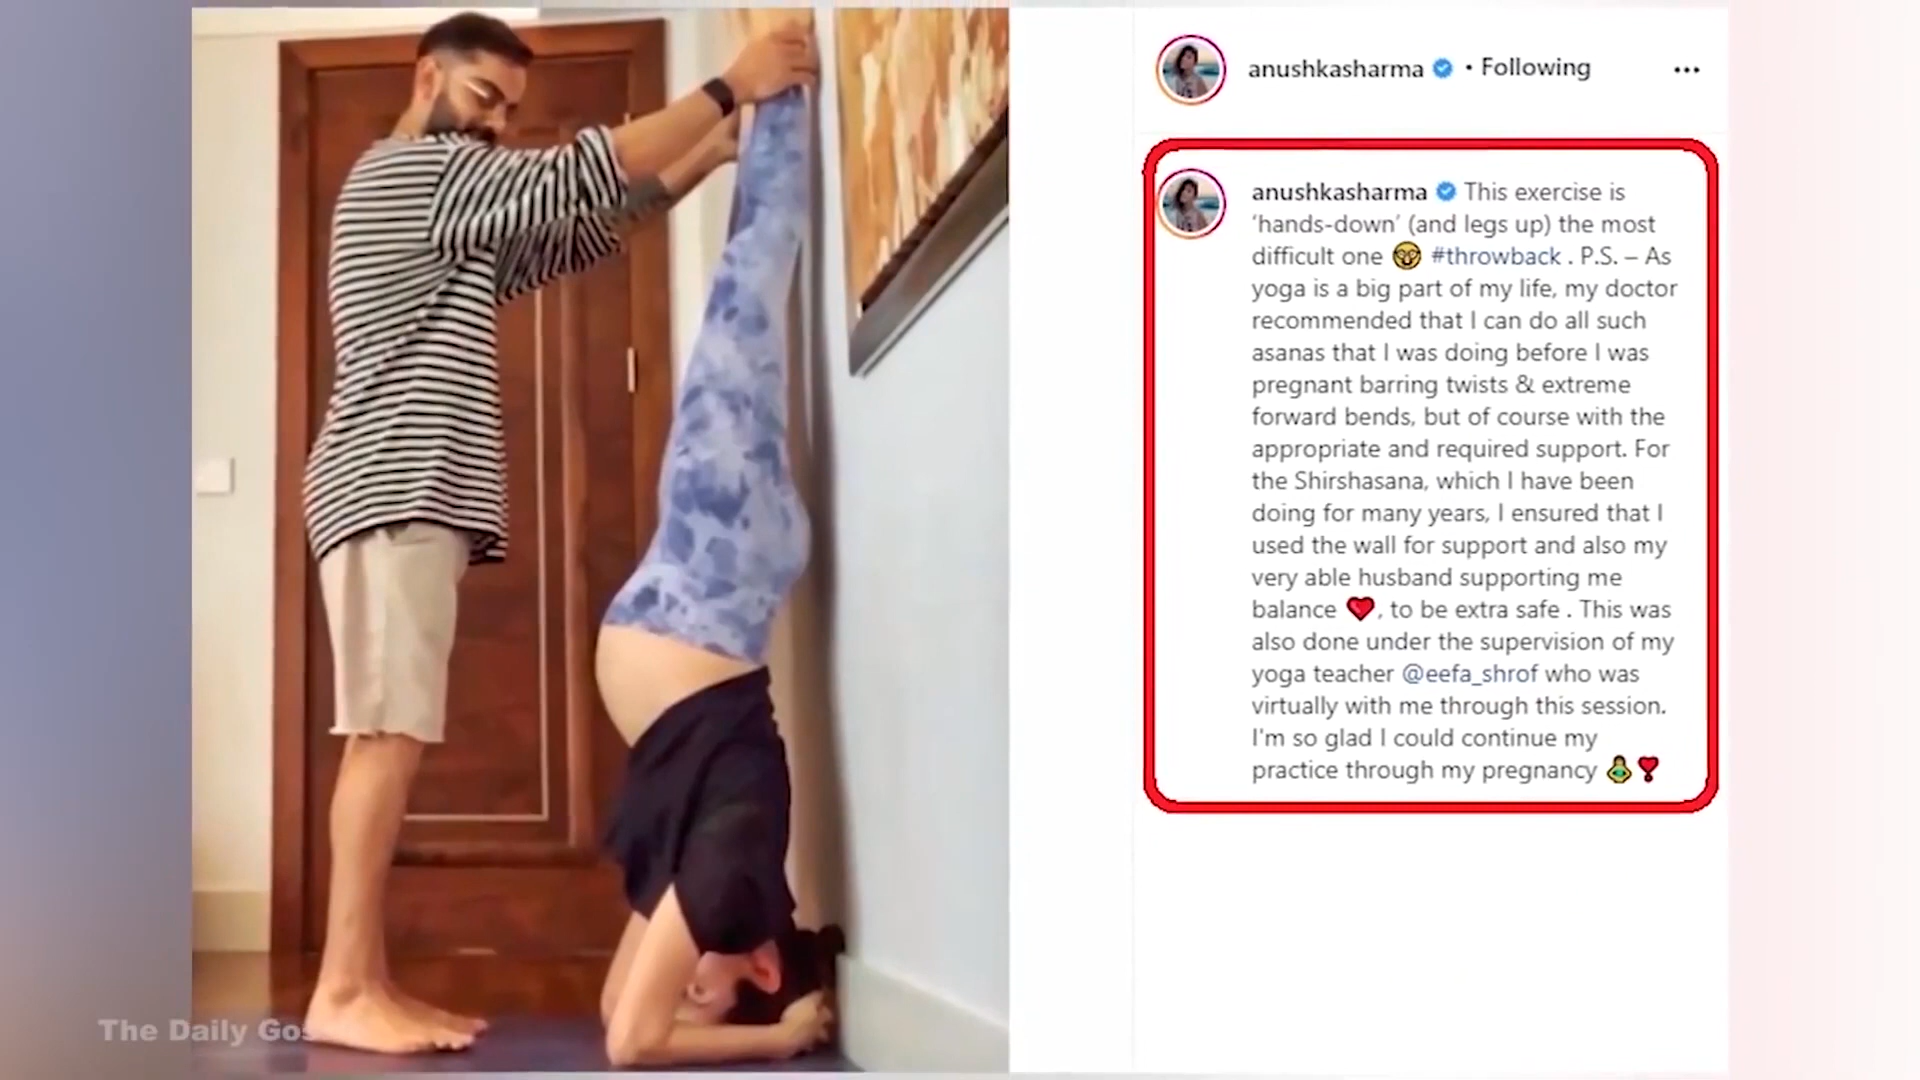 anushkasharma • Following
anushkasharma This exercise is
‘hands-down’ (and legs up) the most
difficult one #throwback . P.S. – As
yoga is a big part of my life, my doctor
recommended that I can do all such
asanas that I was doing before I was
pregnant barring twists & extreme
forward bends, but of course with the
appropriate and required support. For
the Shirshasana, which I have been
doing for many years, I ensured that I
used the wall for support and also my
very able husband supporting me
balance ❤, to be extra safe . This was
also done under the supervision of my
yoga teacher @eefa_shrof who was
virtually with me through this session.
I'm so glad I could continue my
practice through my pregnancy
The Daily